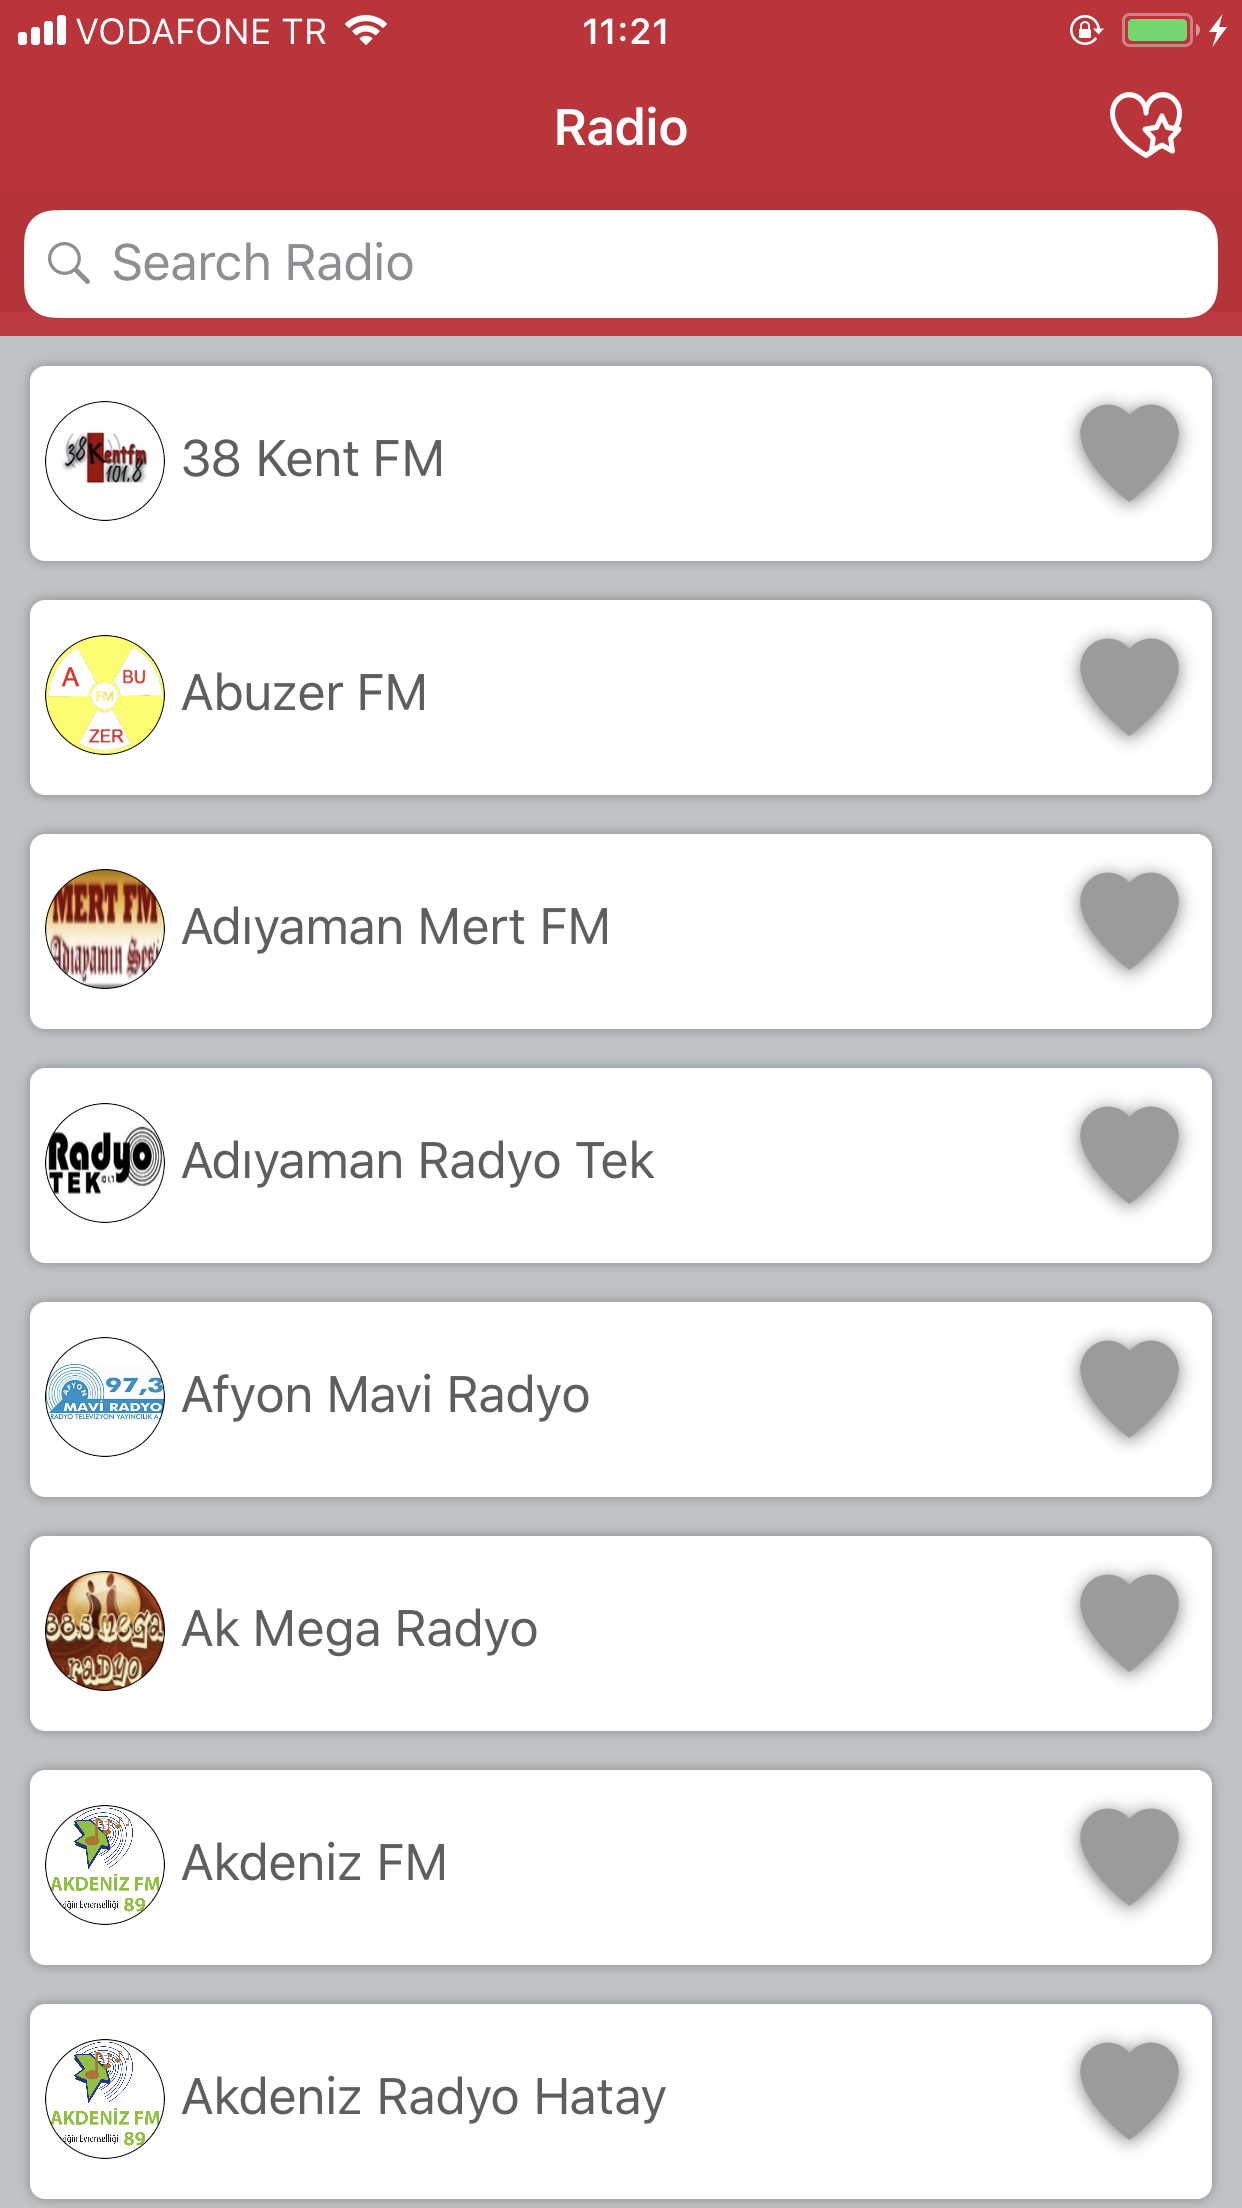 VODAFONE TR 11:21
Radio
Search Radio
38 Kentfm
101.8
38 Kent FM
A BU
FM
ZER
Abuzer FM
MERT FM
Adıayamın Sesi
Adıyaman Mert FM
Radyo
TEK
Adıyaman Radyo Tek
AFYON 97,3
MAVİ RADYO
RADYO TELEVİZYON YAYINCILIK A.
Afyon Mavi Radyo
88.5 mega
radyo
Ak Mega Radyo
AKDENİZ FM
Evrenselliği 89
Akdeniz FM
AKDENİZ FM
Evrenselliği 89
Akdeniz Radyo Hatay